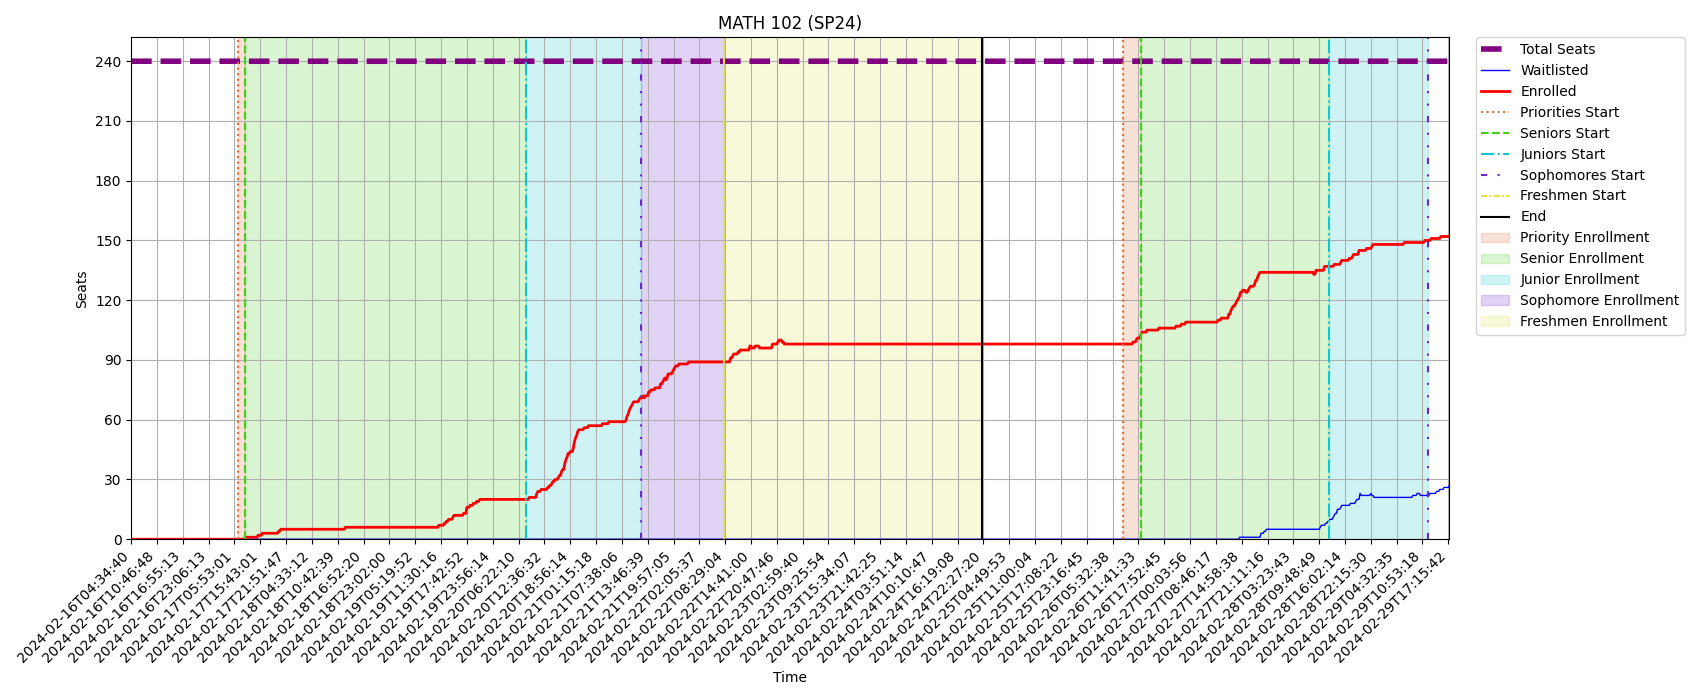 MATH 102 (SP24)
Seats
240
210
180
150
120
90
60
30
0
2024-02-16T04:34:40
2024-02-16T10:46:48
2024-02-16T16:55:13
2024-02-16T23:06:13
2024-02-17T05:53:01
2024-02-17T15:43:01
2024-02-17T21:51:47
2024-02-18T04:33:12
2024-02-18T10:42:39
2024-02-18T16:52:20
2024-02-18T23:02:00
2024-02-19T05:19:52
2024-02-19T11:30:16
2024-02-19T17:42:52
2024-02-19T23:56:14
2024-02-20T06:22:10
2024-02-20T12:36:32
2024-02-20T18:56:14
2024-02-21T01:15:18
2024-02-21T07:38:06
2024-02-21T13:46:39
2024-02-21T19:57:05
2024-02-22T02:05:37
2024-02-22T08:29:04
2024-02-22T14:41:00
2024-02-22T20:47:46
2024-02-23T02:59:40
2024-02-23T09:25:54
2024-02-23T15:34:07
2024-02-23T21:42:25
2024-02-24T03:51:14
2024-02-24T10:10:47
2024-02-24T16:19:08
2024-02-24T22:27:20
2024-02-25T04:49:53
2024-02-25T11:00:04
2024-02-25T17:08:22
2024-02-25T23:16:45
2024-02-26T05:32:38
2024-02-26T11:41:33
2024-02-26T17:52:45
2024-02-27T00:03:56
2024-02-27T08:46:17
2024-02-27T14:58:38
2024-02-27T21:11:16
2024-02-28T03:23:43
2024-02-28T09:48:49
2024-02-28T16:02:14
2024-02-28T22:15:30
2024-02-29T04:32:35
2024-02-29T10:53:18
2024-02-29T17:15:42
Time
Total Seats
Waitlisted
Enrolled
Priorities Start
Seniors Start
Juniors Start
Sophomores Start
Freshmen Start
End
Priority Enrollment
Senior Enrollment
Junior Enrollment
Sophomore Enrollment
Freshmen Enrollment